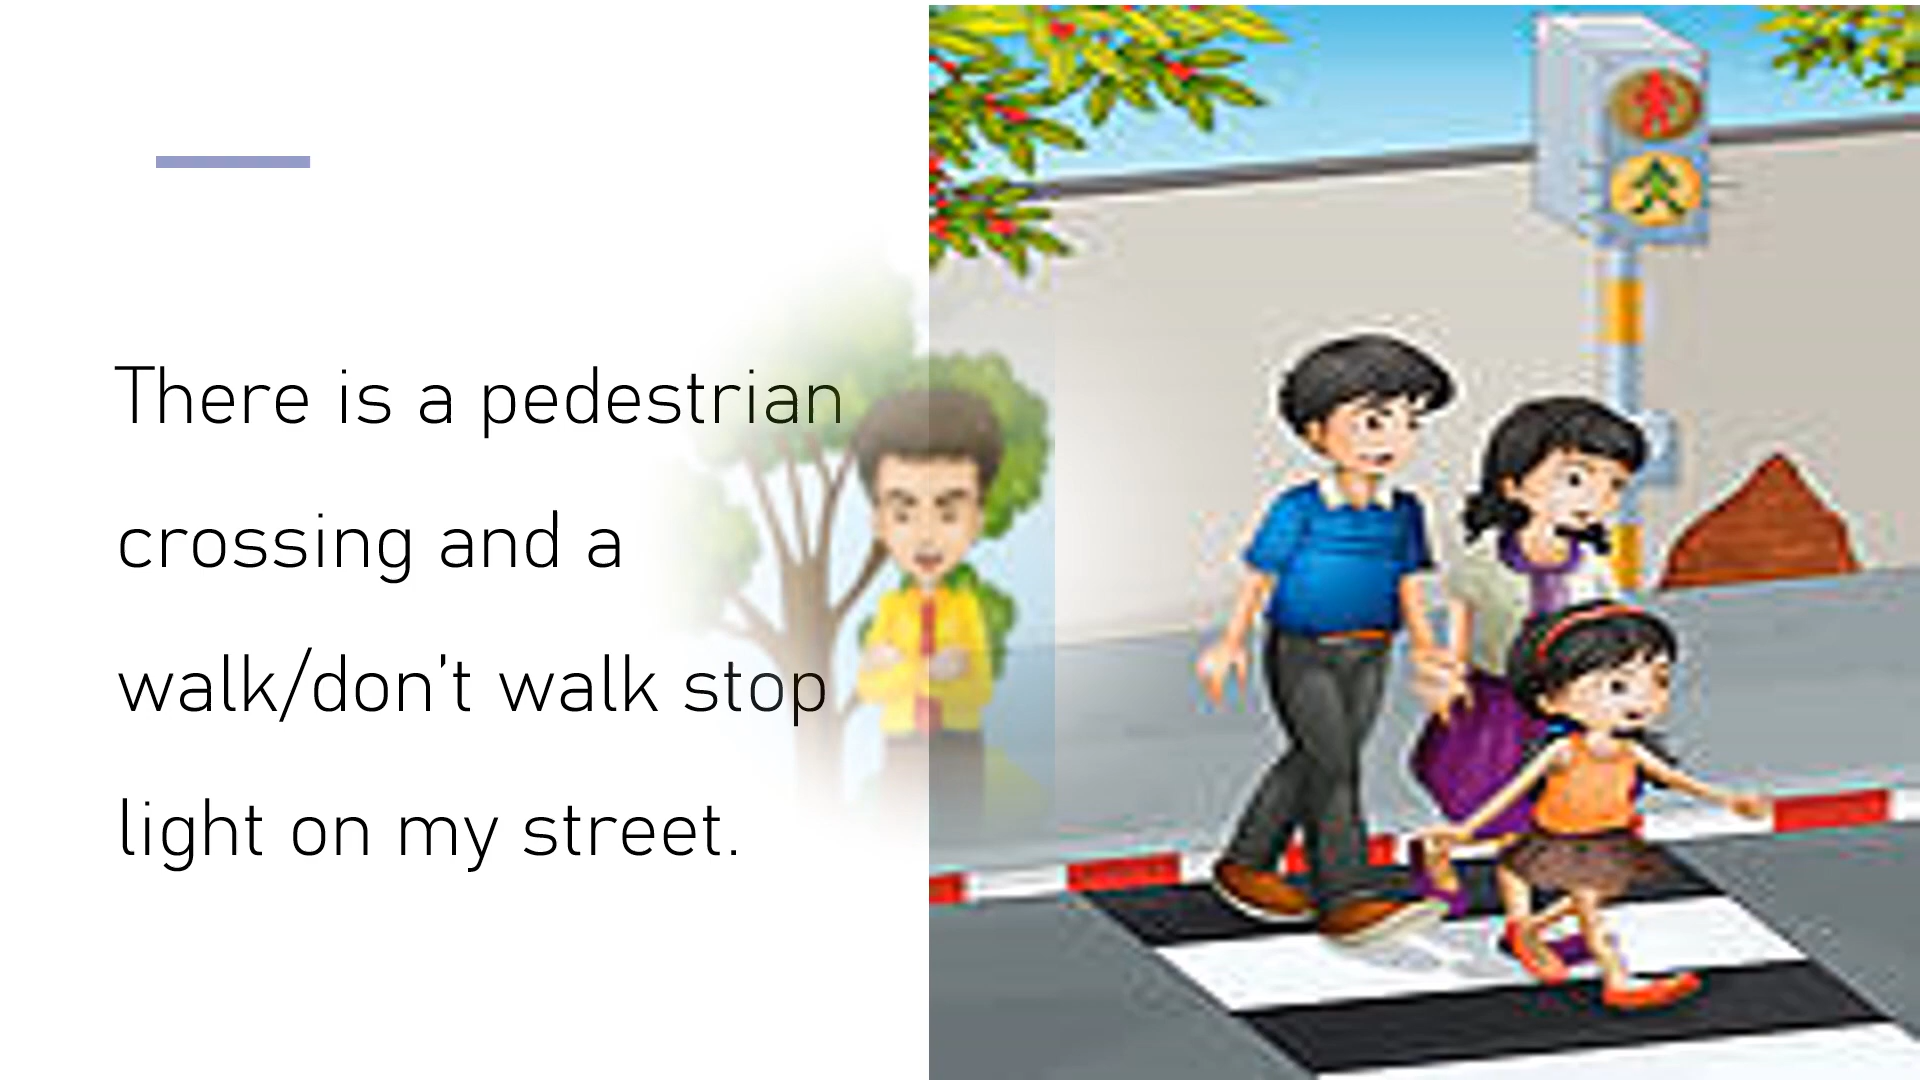 There is a pedestrian
crossing and a
walk/don't walk stop
light on my street.